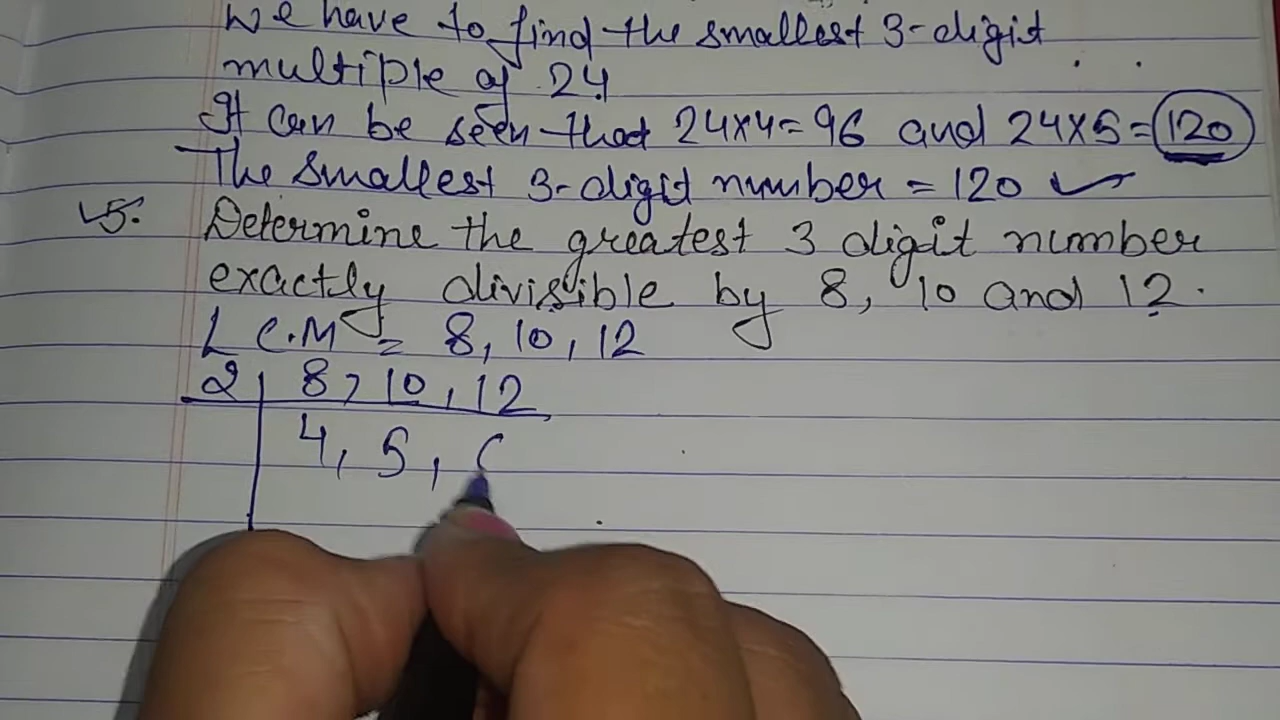 We have to find the smallest 3-digit
multiple of 24.
It can be seen that 24×4=96 and 24×5=120
The smallest 3-digit number = 120 ✓
5. Determine the greatest 3 digit number
exactly divisible by 8, 10 and 12.
L C.M = 8, 10, 12
2 | 8, 10, 12
4, 5,